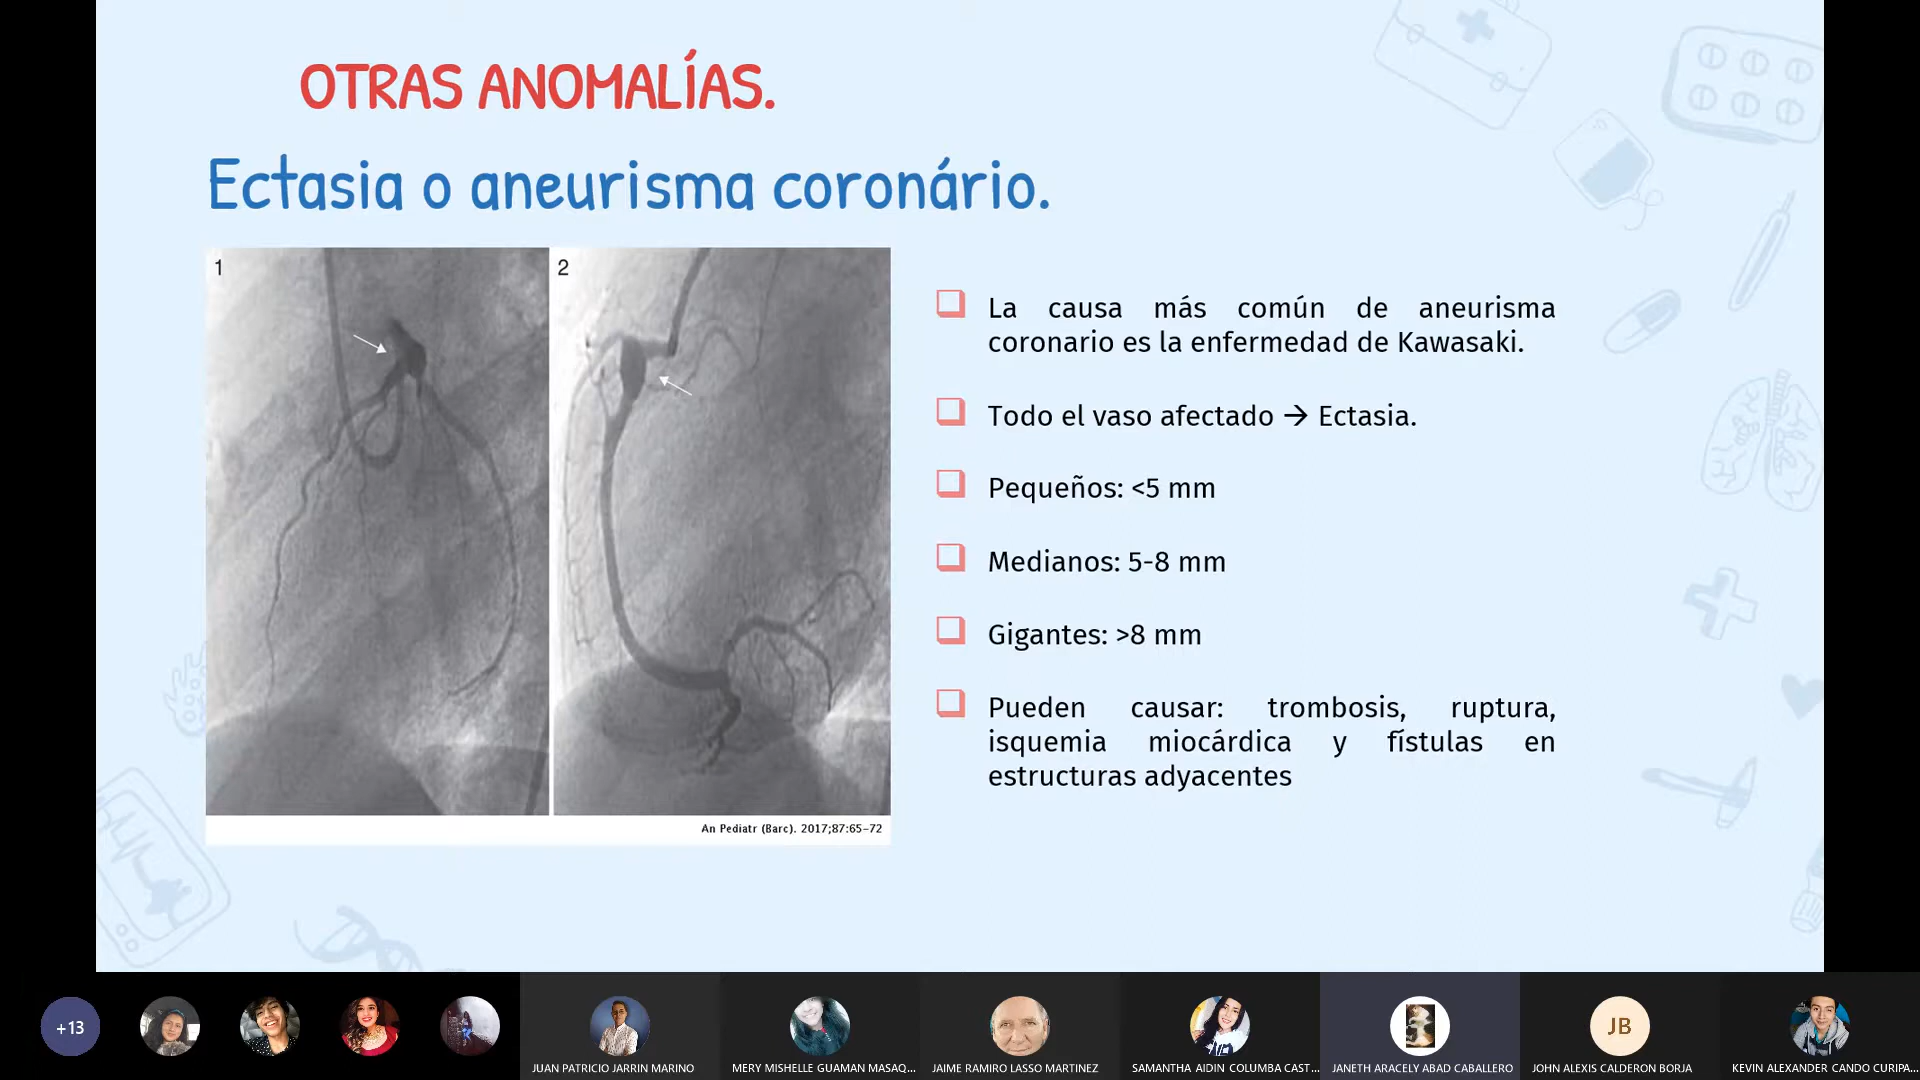 OTRAS ANOMALÍAS.
Ectasia o aneurisma coronário.
1
2
An Pediatr (Barc). 2017;87:65–72
La causa más común de aneurisma
coronario es la enfermedad de Kawasaki.
Todo el vaso afectado → Ectasia.
Pequeños: <5 mm
Medianos: 5-8 mm
Gigantes: >8 mm
Pueden causar: trombosis, ruptura,
isquemia miocárdica y fístulas en
estructuras adyacentes
+13
JUAN PATRICIO JARRIN MARINO
MERY MISHELLE GUAMAN MASAQ...
JAIME RAMIRO LASSO MARTINEZ
SAMANTHA AIDIN COLUMBA CAST...
JANETH ARACELY ABAD CABALLERO
JB
JOHN ALEXIS CALDERON BORJA
KEVIN ALEXANDER CANDO CURIPA...